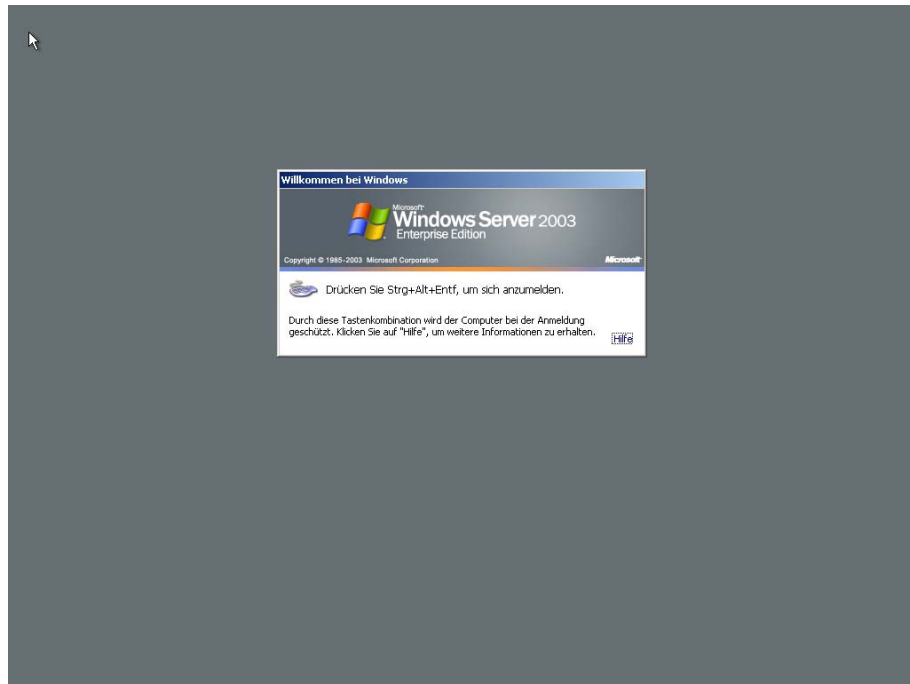 Willkommen bei Windows
Microsoft®
Windows Server 2003
Enterprise Edition
Copyright © 1985-2003 Microsoft Corporation
Microsoft®
Drücken Sie Strg+Alt+Entf, um sich anzumelden.
Durch diese Tastenkombination wird der Computer bei der Anmeldung
geschützt. Klicken Sie auf "Hilfe", um weitere Informationen zu erhalten.
Hilfe